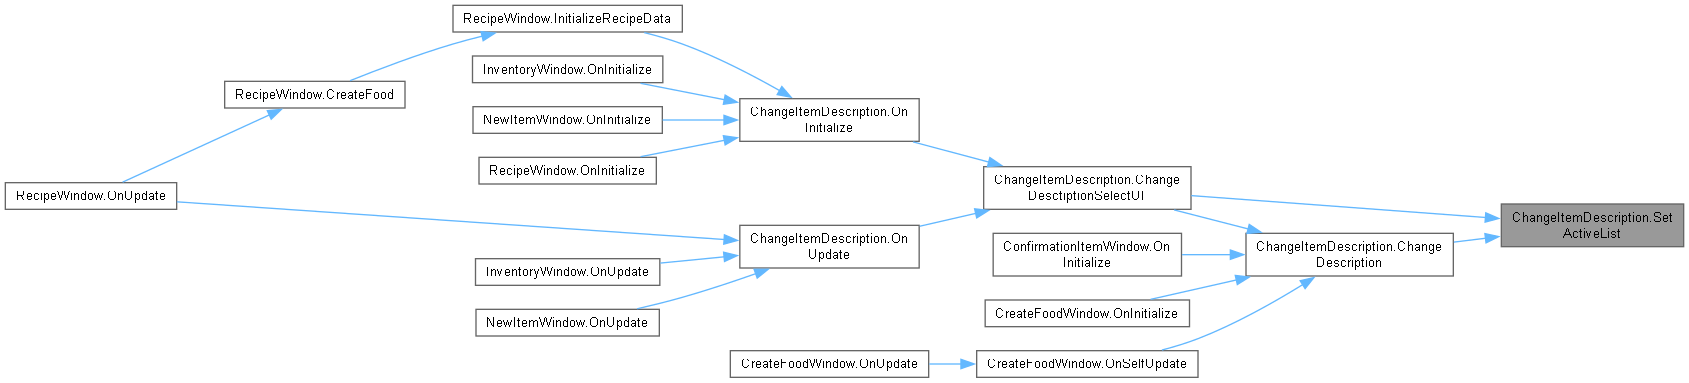 RecipeWindow.InitializeRecipeData
InventoryWindow.OnInitialize
RecipeWindow.CreateFood
ChangeItemDescription.On
Initialize
NewItemWindow.OnInitialize
RecipeWindow.OnInitialize
ChangeItemDescription.Change
DesctiptionSelectUI
RecipeWindow.OnUpdate
ChangeItemDescription.Set
ActiveList
ChangeItemDescription.On
Update
ConfirmationItemWindow.On
Initialize
ChangeItemDescription.Change
Description
InventoryWindow.OnUpdate
CreateFoodWindow.OnInitialize
NewItemWindow.OnUpdate
CreateFoodWindow.OnUpdate
CreateFoodWindow.OnSelfUpdate